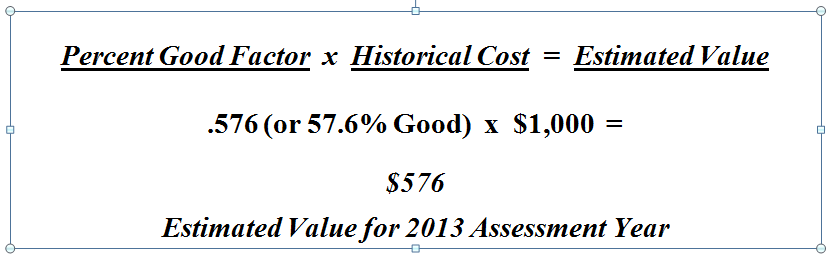 Percent Good Factor x Historical Cost = Estimated Value
.576 (or 57.6% Good) x $1,000 =
$576
Estimated Value for 2013 Assessment Year